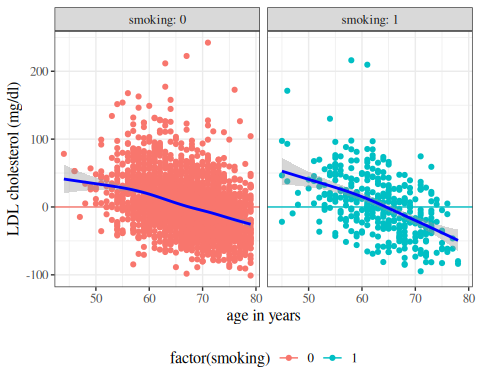 smoking: 0
smoking: 1
LDL cholesterol (mg/dl)
200
100
0
-100
50
60
70
80
50
60
70
80
age in years
factor(smoking)
0
1